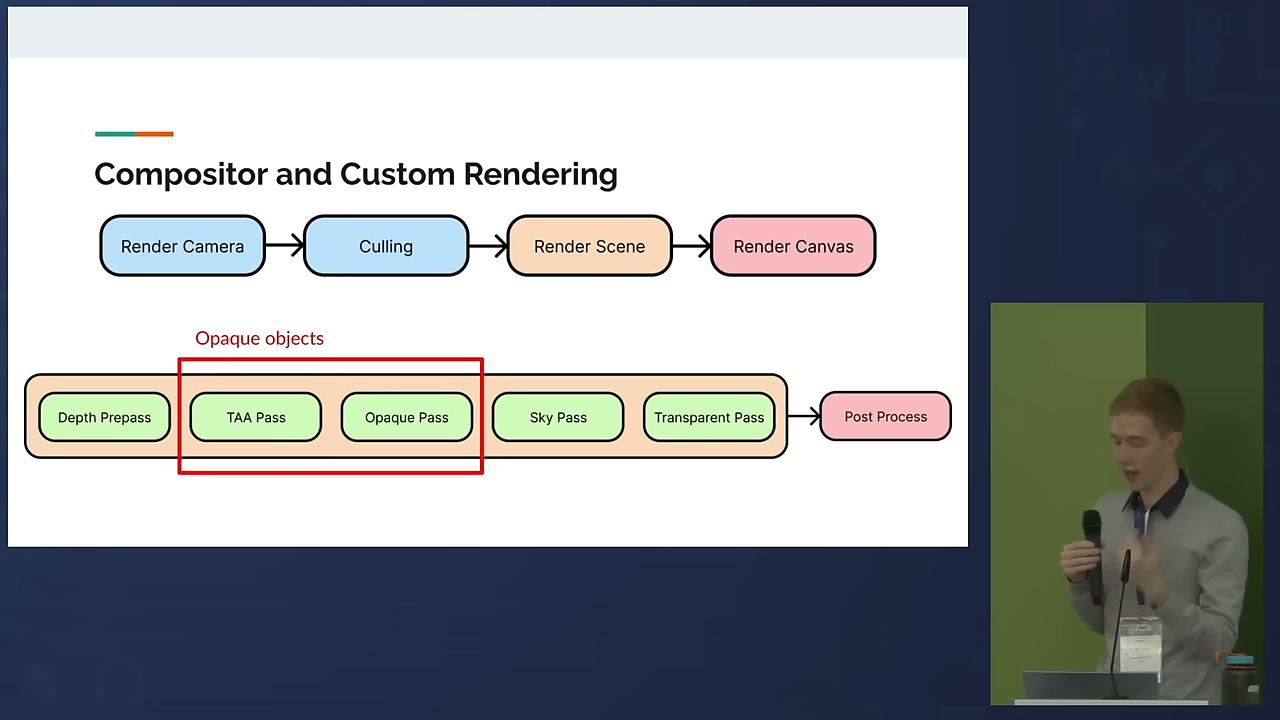 Compositor and Custom Rendering
Render Camera
Culling
Render Scene
Render Canvas
Opaque objects
Depth Prepass
TAA Pass
Opaque Pass
Sky Pass
Transparent Pass
Post Process